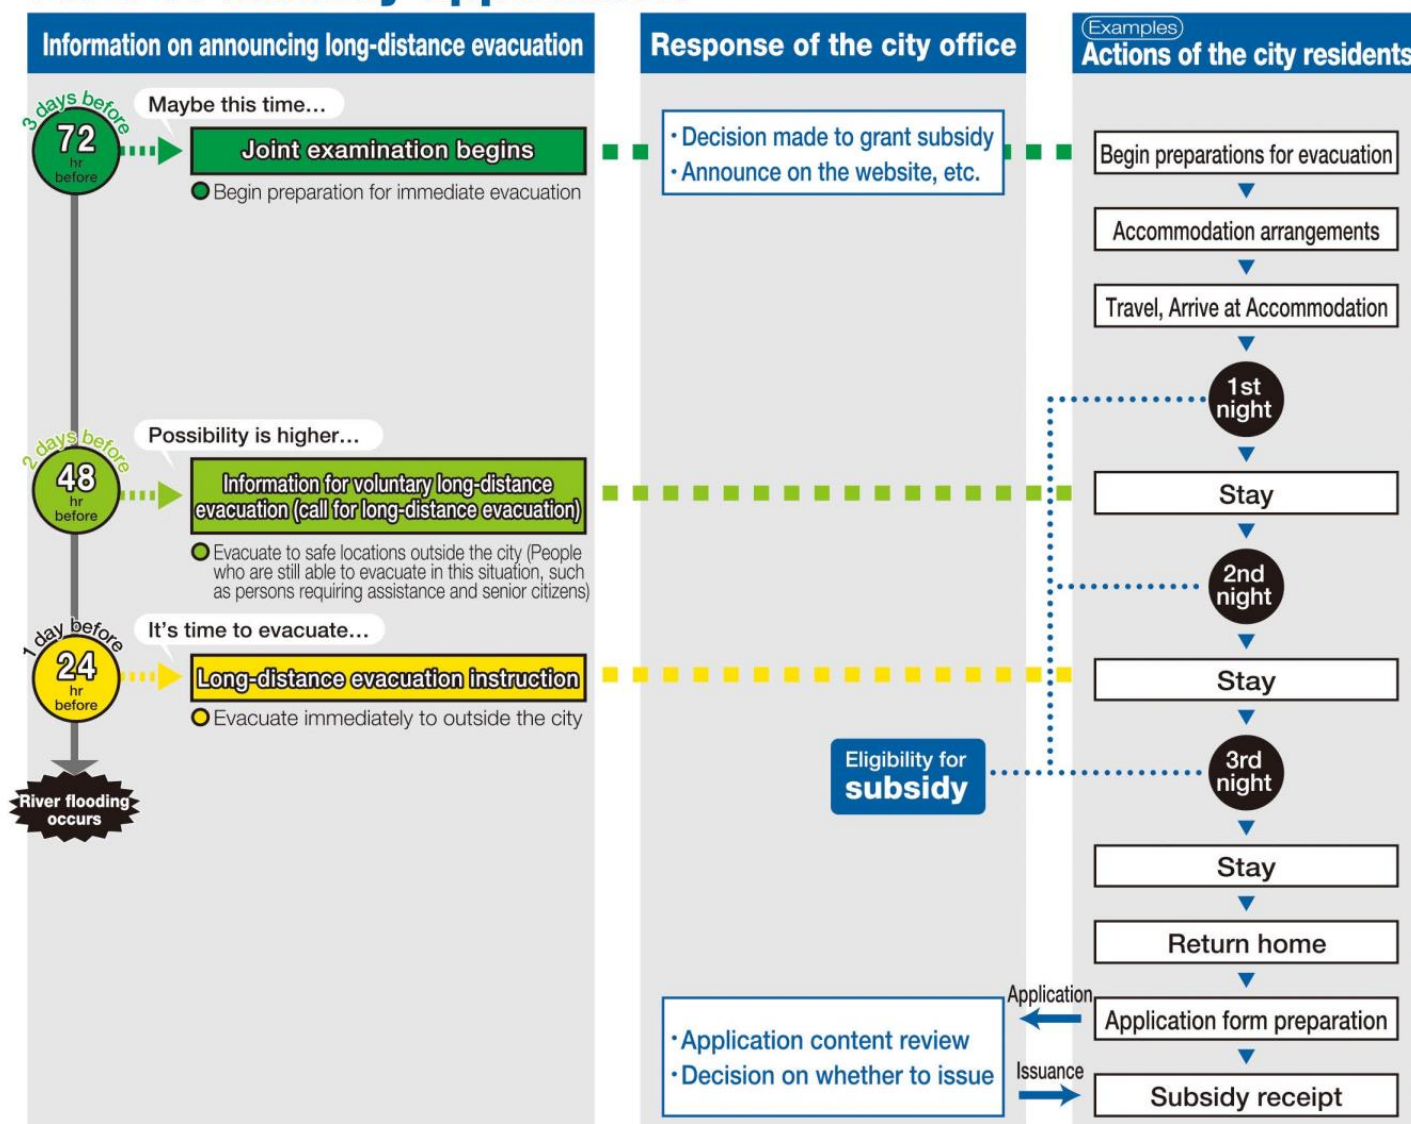 Information on announcing long-distance evacuation
3 days before
72
hr
before
Maybe this time…
Joint examination begins
Begin preparation for immediate evacuation
2 days before
48
hr
before
Possibility is higher…
Information for voluntary long-distance
evacuation (call for long-distance evacuation)
Evacuate to safe locations outside the city (People
who are still able to evacuate in this situation, such
as persons requiring assistance and senior citizens)
1 day before
24
hr
before
It's time to evacuate…
Long-distance evacuation instruction
Evacuate immediately to outside the city
River flooding
occurs
Response of the city office
・Decision made to grant subsidy
・Announce on the website, etc.
Eligibility for
subsidy
・Application content review
・Decision on whether to issue
Application
Issuance
(Examples)
Actions of the city residents
Begin preparations for evacuation
Accommodation arrangements
Travel, Arrive at Accommodation
1st
night
Stay
2nd
night
Stay
3rd
night
Stay
Return home
Application form preparation
Subsidy receipt